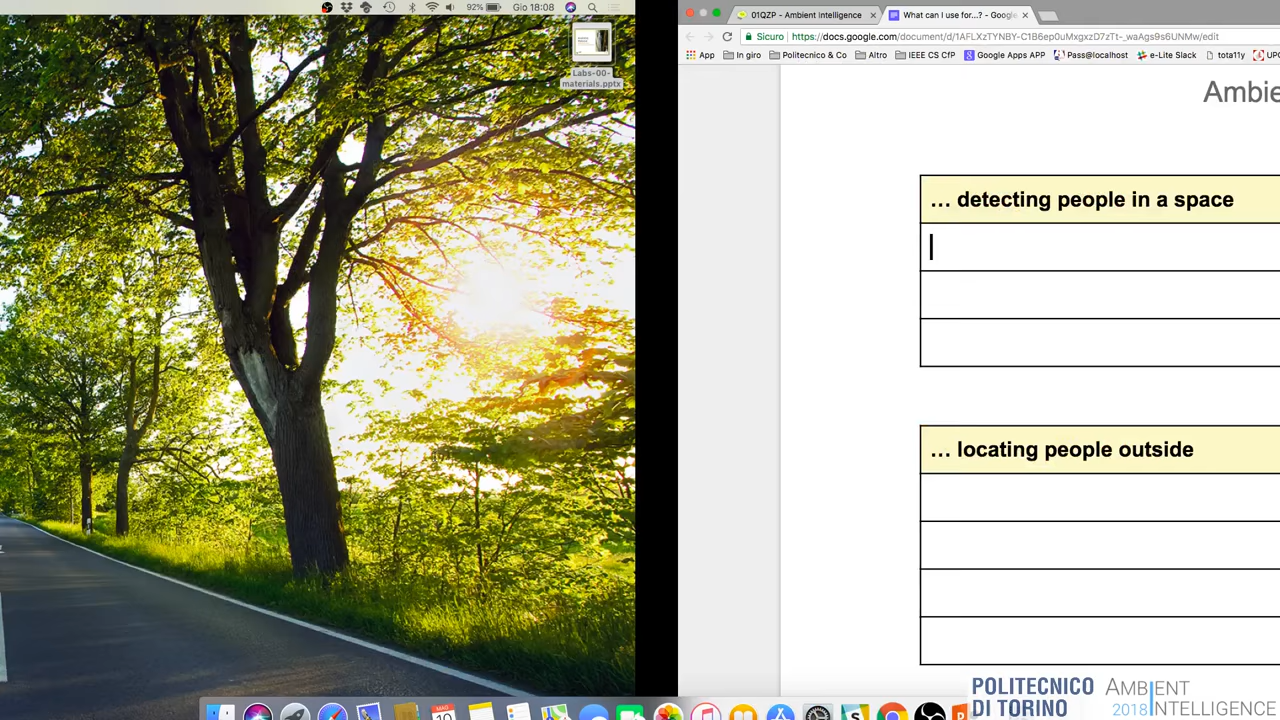 92% Gio 18:08
Labs-00-
materials.pptx
01QZP - Ambient Intelligence
What can I use for...? - Google
Sicuro https://docs.google.com/document/d/1AFLXzTYNBY-C1B6ep0uMxgxzD7zTt-_waAgs9s6UNMw/edit
App In giro Politecnico & Co Altro IEEE CS CfP Google Apps APP Pass@localhost e-Lite Slack tota11y
Ambie
… detecting people in a space
… locating people outside
MAG
10
POLITECNICO
DI TORINO
AMBIENT
2018 INTELLIGENCE